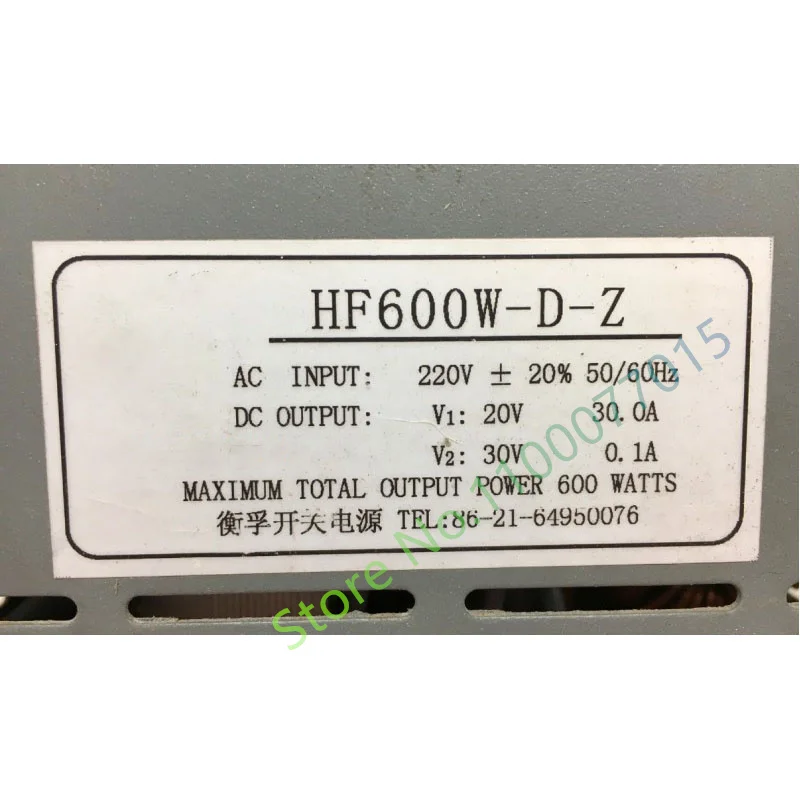 HF600W-D-Z
AC INPUT: 220V ± 20% 50/60Hz
DC OUTPUT: V1: 20V 30.0A
V2: 30V 0.1A
MAXIMUM TOTAL OUTPUT POWER 600 WATTS
衡孚开关电源 TEL:86-21-64950076
Store No: 1100077015